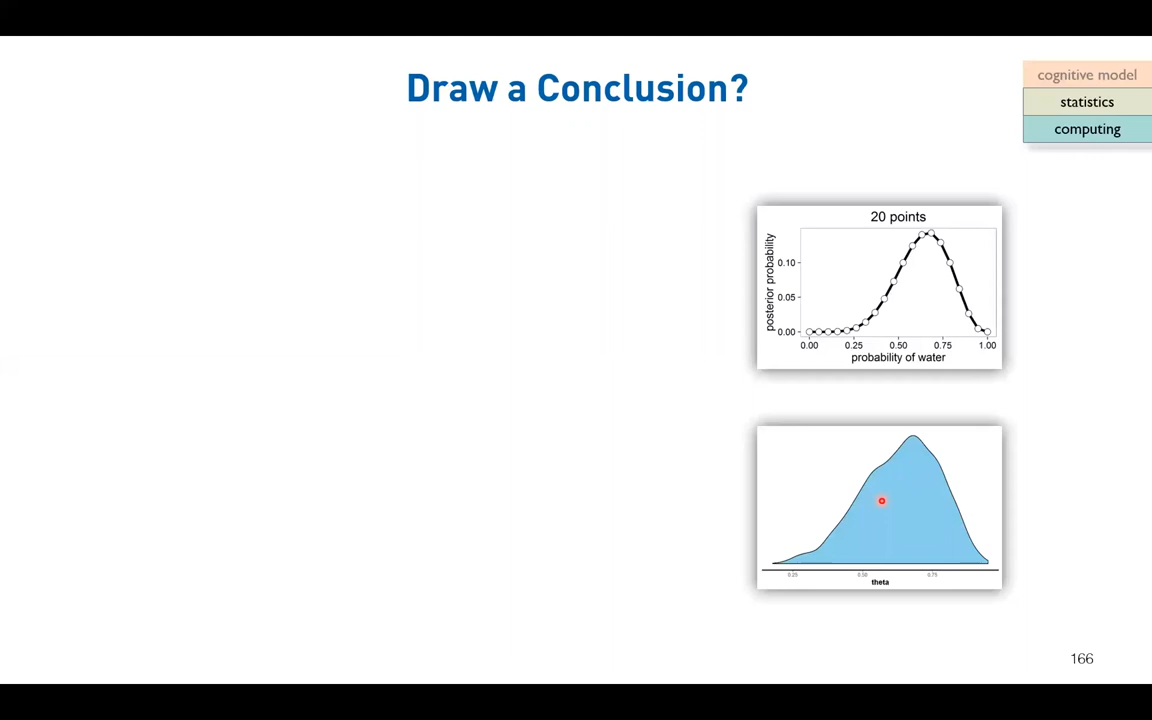 Draw a Conclusion?
cognitive model
statistics
computing
20 points
posterior probability
0.10
0.05
0.00
0.00 0.25 0.50 0.75 1.00
probability of water
0.25 0.50 0.75
theta
166